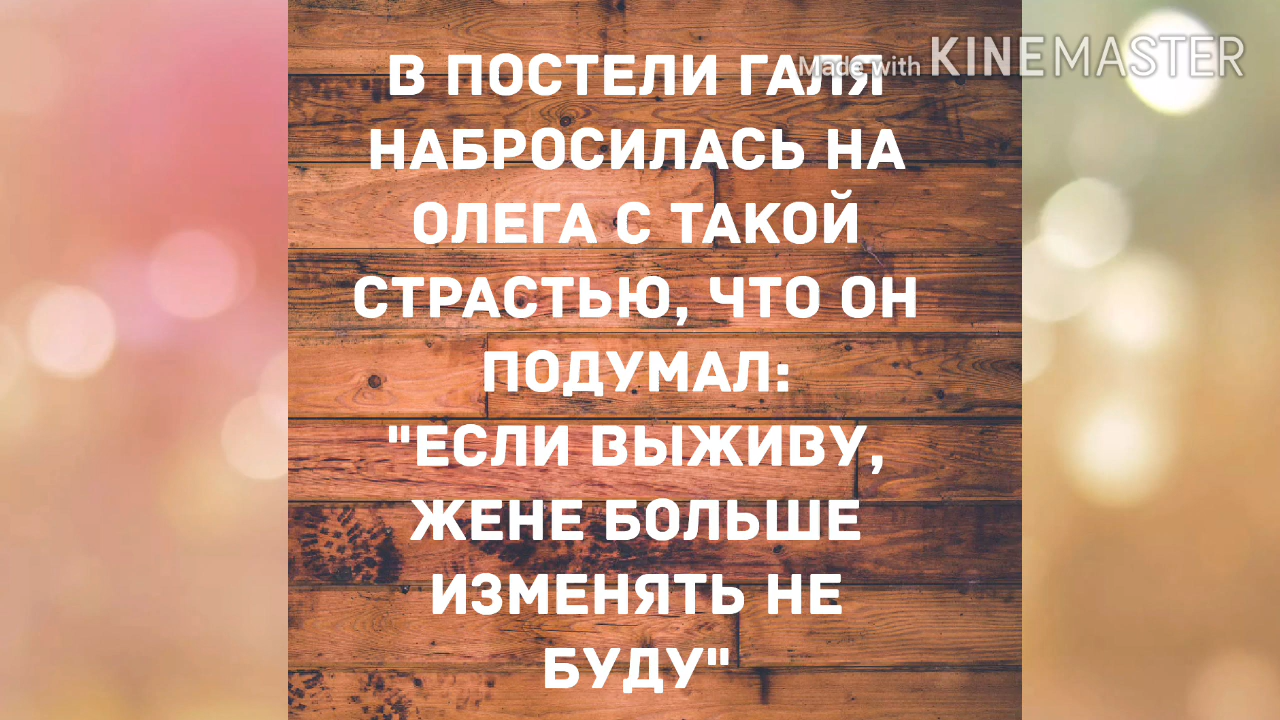 Made with KINEMASTER
В ПОСТЕЛИ ГАЛЯ
НАБРОСИЛАСЬ НА
ОЛЕГА С ТАКОЙ
СТРАСТЬЮ, ЧТО ОН
ПОДУМАЛ:
"ЕСЛИ ВЫЖИВУ,
ЖЕНЕ БОЛЬШЕ
ИЗМЕНЯТЬ НЕ
БУДУ"